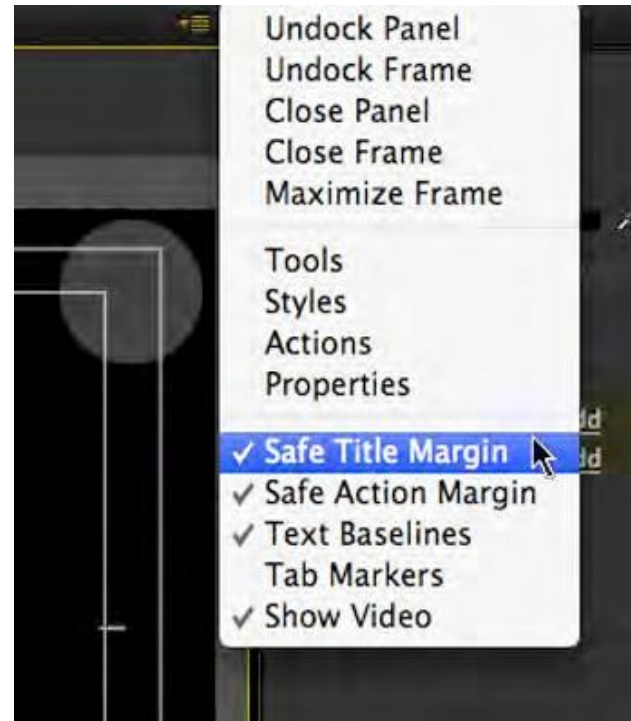 Undock Panel
Undock Frame
Close Panel
Close Frame
Maximize Frame
Tools
Styles
Actions
Properties
✓ Safe Title Margin
✓ Safe Action Margin
✓ Text Baselines
Tab Markers
✓ Show Video